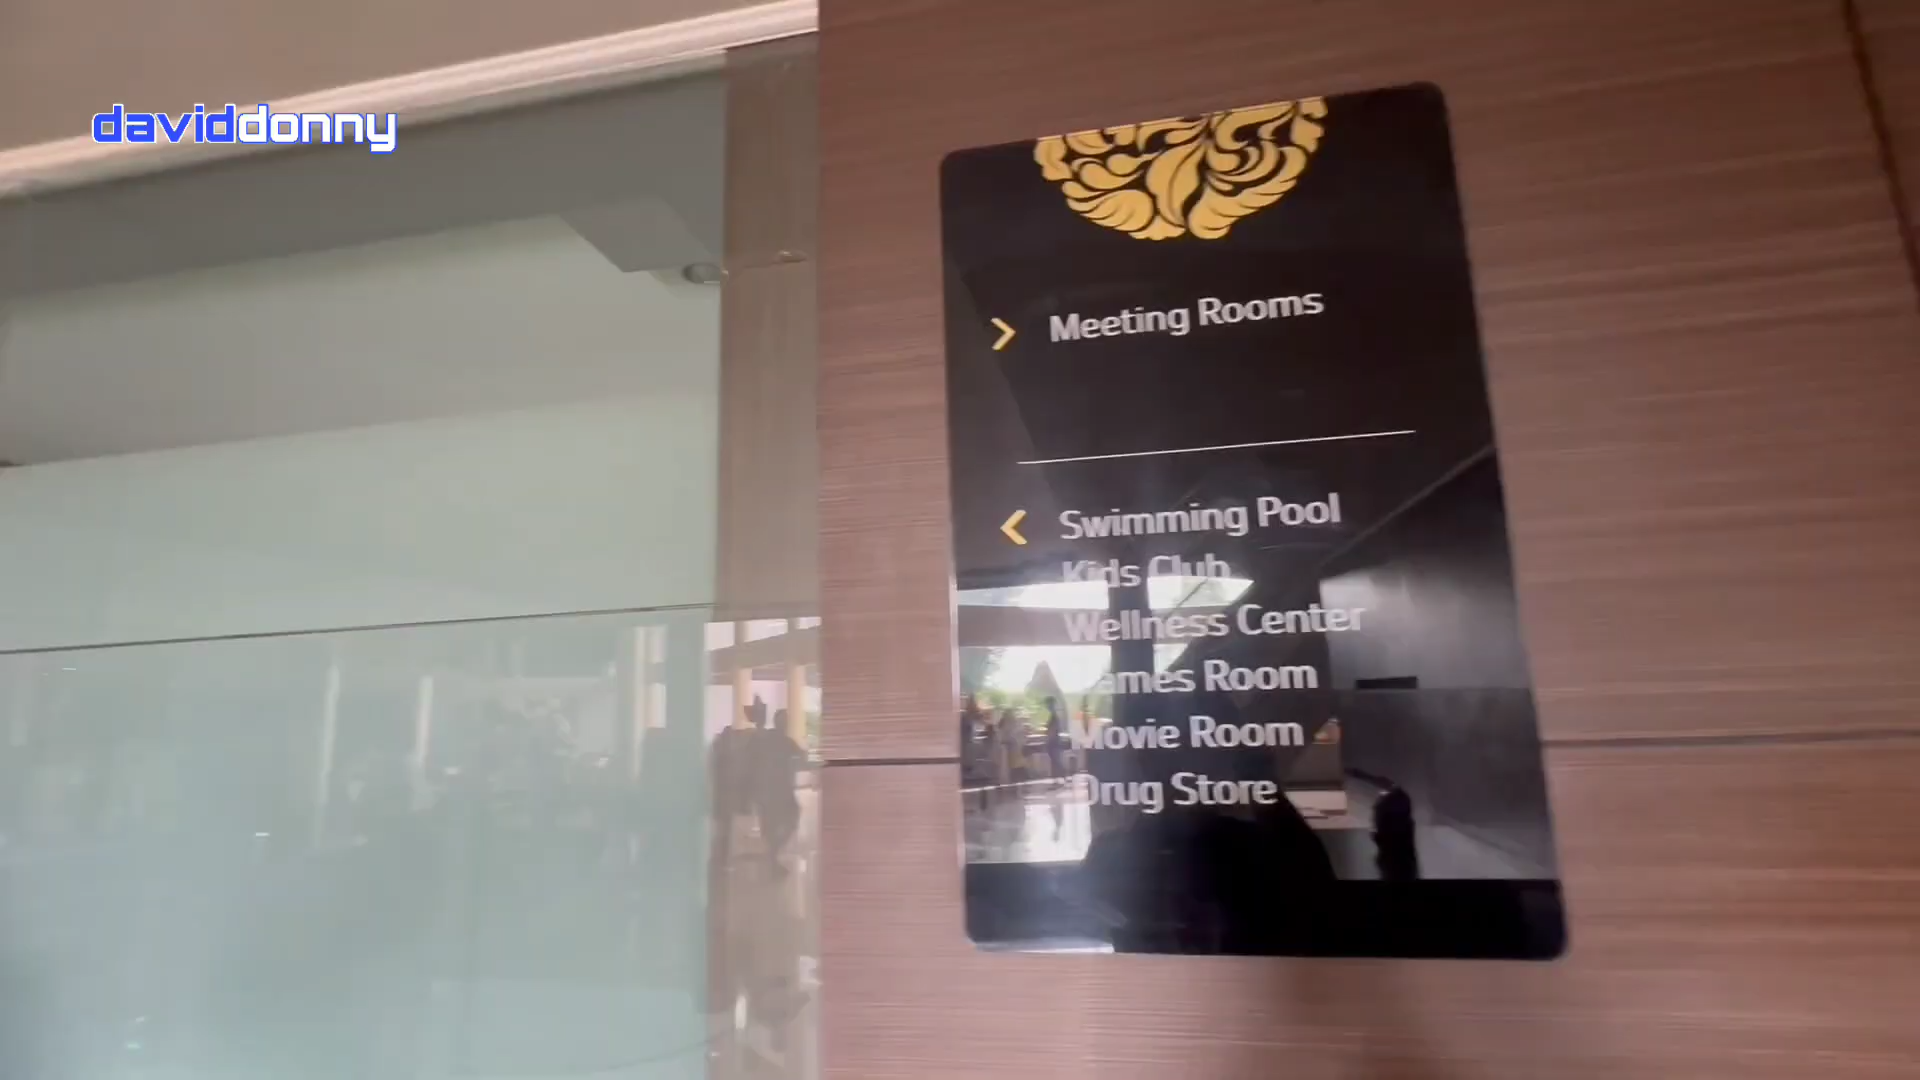 daviddonny
Meeting Rooms
Swimming Pool
Kids Club
Wellness Center
Games Room
Movie Room
Drug Store